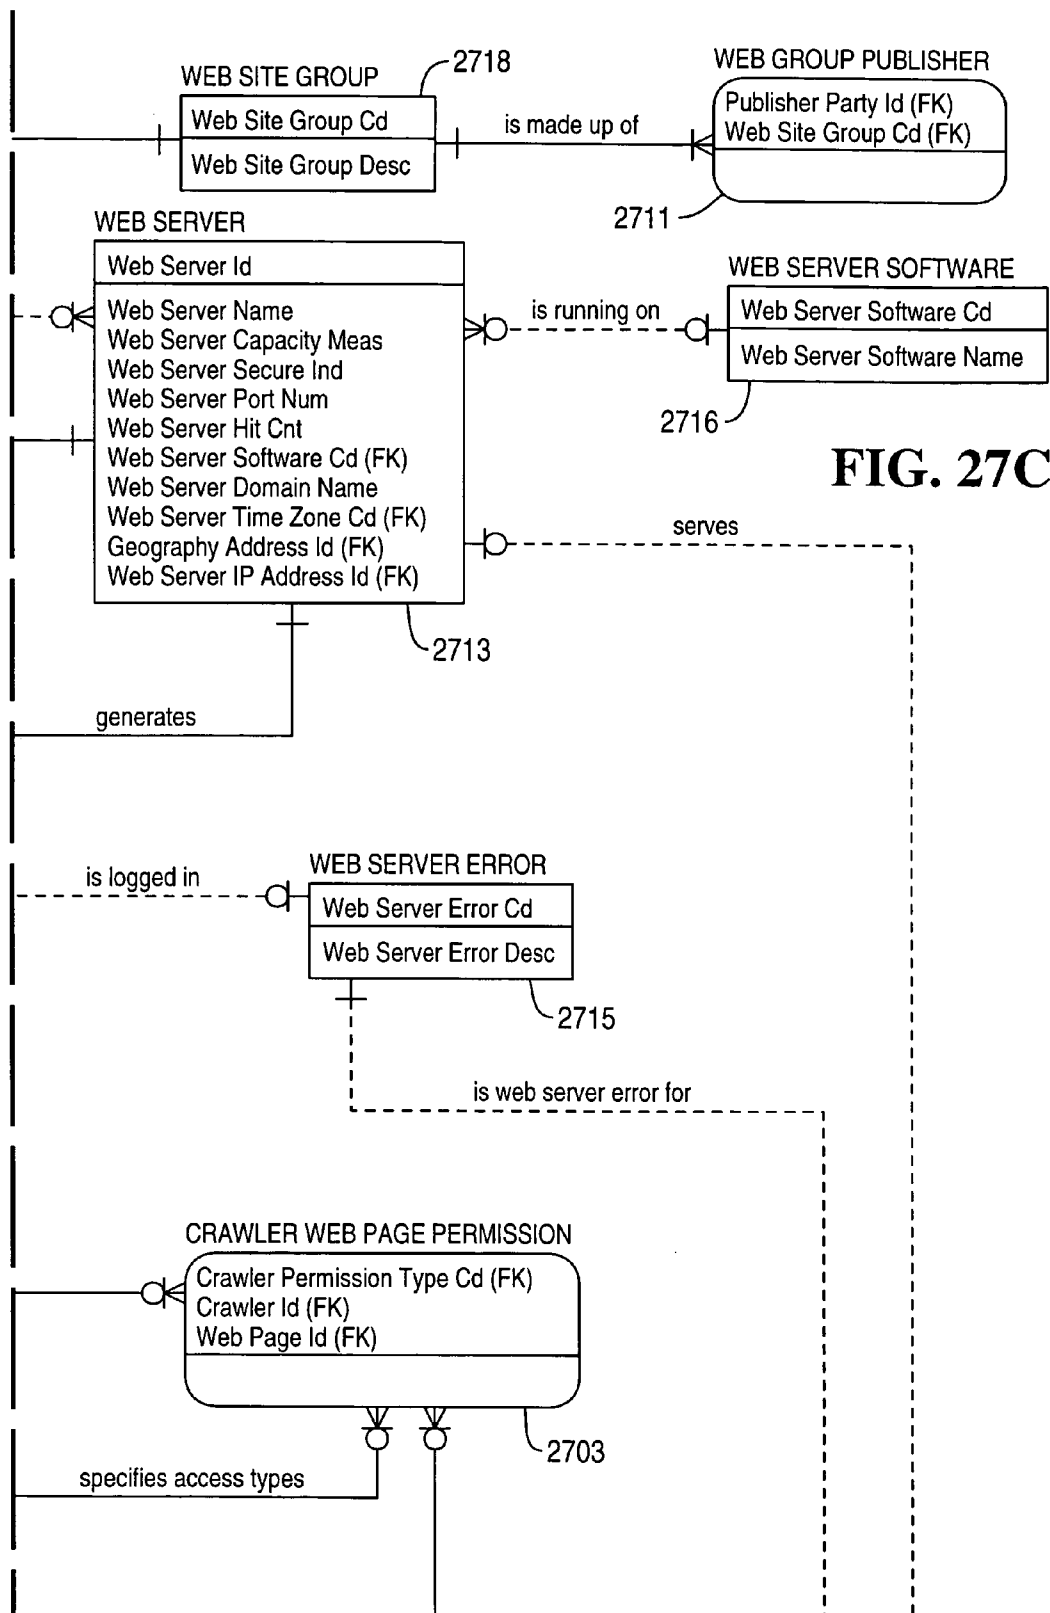 WEB SITE GROUP
2718
Web Site Group Cd
Web Site Group Desc
is made up of
WEB GROUP PUBLISHER
Publisher Party Id (FK)
Web Site Group Cd (FK)
2711
WEB SERVER
Web Server Id
Web Server Name
Web Server Capacity Meas
Web Server Secure Ind
Web Server Port Num
Web Server Hit Cnt
Web Server Software Cd (FK)
Web Server Domain Name
Web Server Time Zone Cd (FK)
Geography Address Id (FK)
Web Server IP Address Id (FK)
2713
is running on
WEB SERVER SOFTWARE
Web Server Software Cd
Web Server Software Name
2716
FIG. 27C
serves
generates
WEB SERVER ERROR
is logged in
Web Server Error Cd
Web Server Error Desc
2715
is web server error for
CRAWLER WEB PAGE PERMISSION
Crawler Permission Type Cd (FK)
Crawler Id (FK)
Web Page Id (FK)
2703
specifies access types